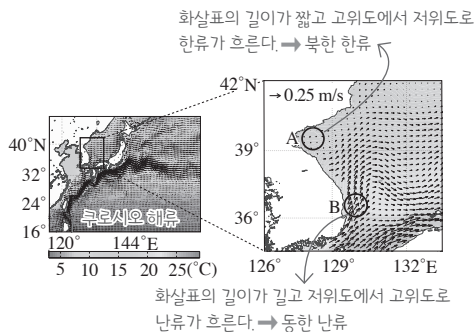 화살표의 길이가 짧고 고위도에서 저위도로
한류가 흐른다. ➡ 북한 한류
42°N
→ 0.25 m/s
A
40°N
39°N
32°
24°
쿠로시오 해류
B
36°N
16°
120° 144°E
126° 129° 132°E
5 10 15 20 25(℃)
화살표의 길이가 길고 저위도에서 고위도로
난류가 흐른다. ➡ 동한 난류